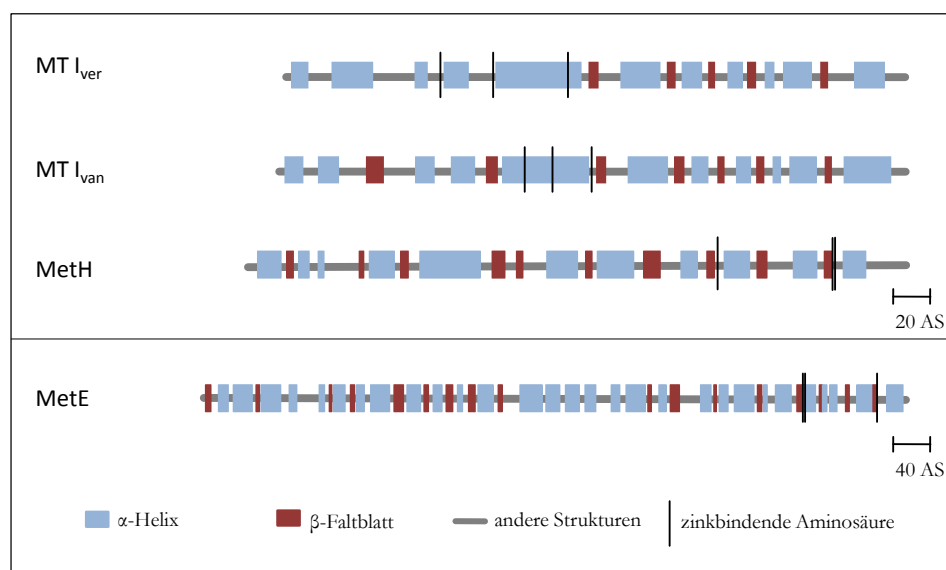 MT Iver
MT Ivan
MetH
20 AS
MetE
40 AS
α-Helix
β-Faltblatt
andere Strukturen
zinkbindende Aminosäure